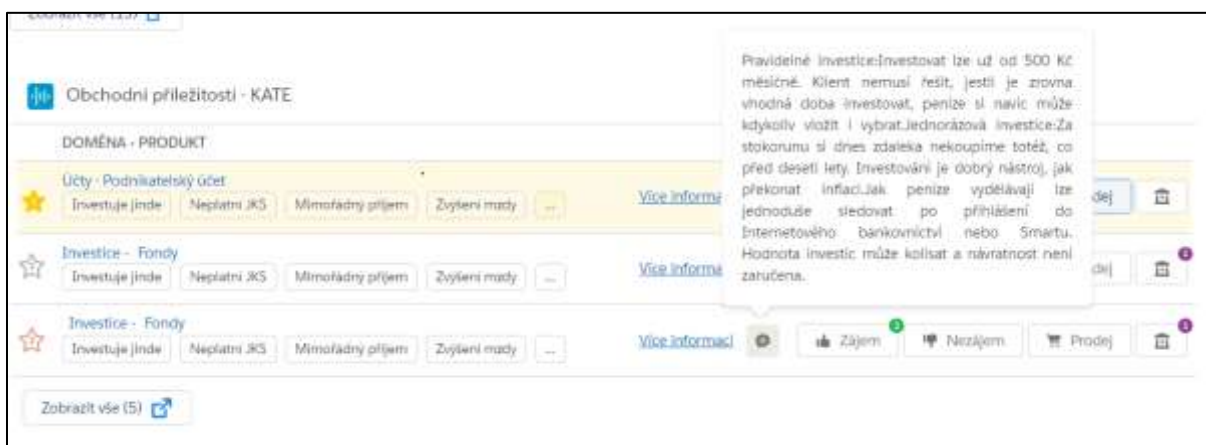 Zobrazit vše (15)
Obchodní příležitosti - KATE
DOMÉNA - PRODUKT
Účty - Podnikatelský účet
Investuje jinde Neplatní JKS Mimořádný příjem Zvýšení mzdy ...
Více informa
dej
Investice - Fondy
Investuje jinde Neplatní JKS Mimořádný příjem Zvýšení mzdy ...
Více informa
dej
Investice - Fondy
Investuje jinde Neplatní JKS Mimořádný příjem Zvýšení mzdy ...
Více informací Zájem Nezájem Prodej
Zobrazit vše (5)
Pravidelné investice:Investovat lze už od 500 Kč
měsíčně. Klient nemusí řešit, jestli je zrovna
vhodná doba investovat, peníze si navíc může
kdykoliv vložit i vybrat.Jednorázová investice:Za
stokorunu si dnes zdaleka nekoupíme totéž, co
před deseti lety. Investování je dobrý nástroj, jak
překonat inflaci.Jak peníze vydělávají lze
jednoduše sledovat po přihlášení do
Internetového bankovnictví nebo Smartu.
Hodnota investic může kolísat a návratnost není
zaručena.